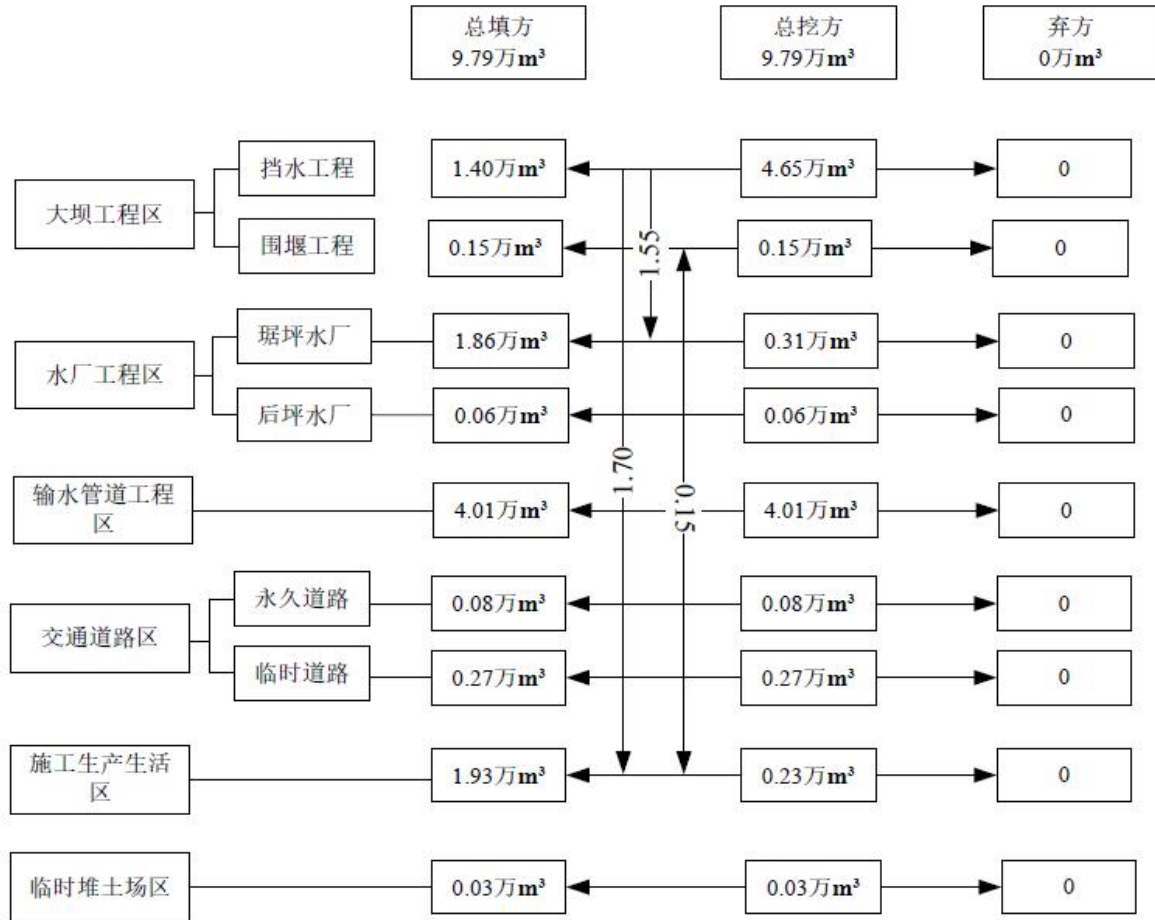 总填方
9.79万m³
总挖方
9.79万m³
弃方
0万m³
大坝工程区
挡水工程
1.40万m³
4.65万m³
0
围堰工程
0.15万m³
0.15万m³
0
1.55
水厂工程区
琚坪水厂
1.86万m³
0.31万m³
0
后坪水厂
0.06万m³
0.06万m³
0
1.70
0.15
输水管道工程
区
4.01万m³
4.01万m³
0
交通道路区
永久道路
0.08万m³
0.08万m³
0
临时道路
0.27万m³
0.27万m³
0
施工生产生活
区
1.93万m³
0.23万m³
0
临时堆土场区
0.03万m³
0.03万m³
0